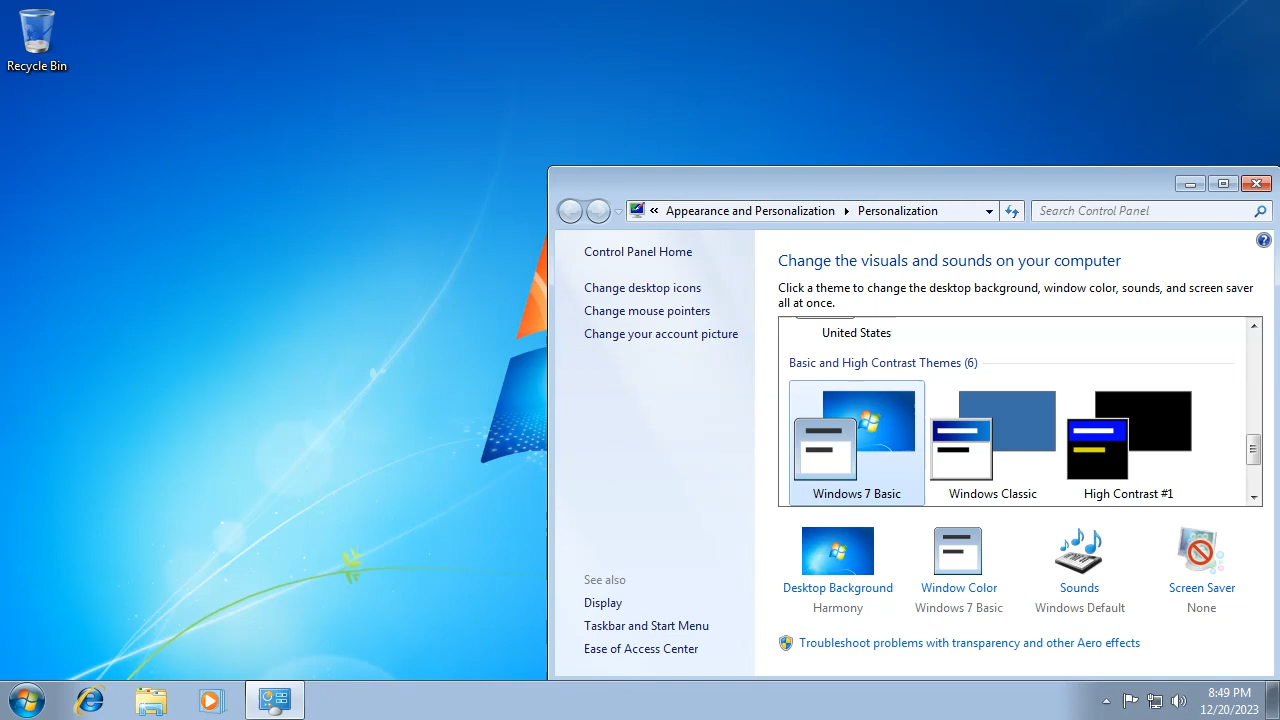 Recycle Bin
« Appearance and Personalization Personalization
Search Control Panel
Control Panel Home
Change desktop icons
Change mouse pointers
Change your account picture
See also
Display
Taskbar and Start Menu
Ease of Access Center
Change the visuals and sounds on your computer
Click a theme to change the desktop background, window color, sounds, and screen saver
all at once.
United States
Basic and High Contrast Themes (6)
Windows 7 Basic
Windows Classic
High Contrast #1
Desktop Background
Harmony
Window Color
Windows 7 Basic
Sounds
Windows Default
Screen Saver
None
Troubleshoot problems with transparency and other Aero effects
8:49 PM
12/20/2023